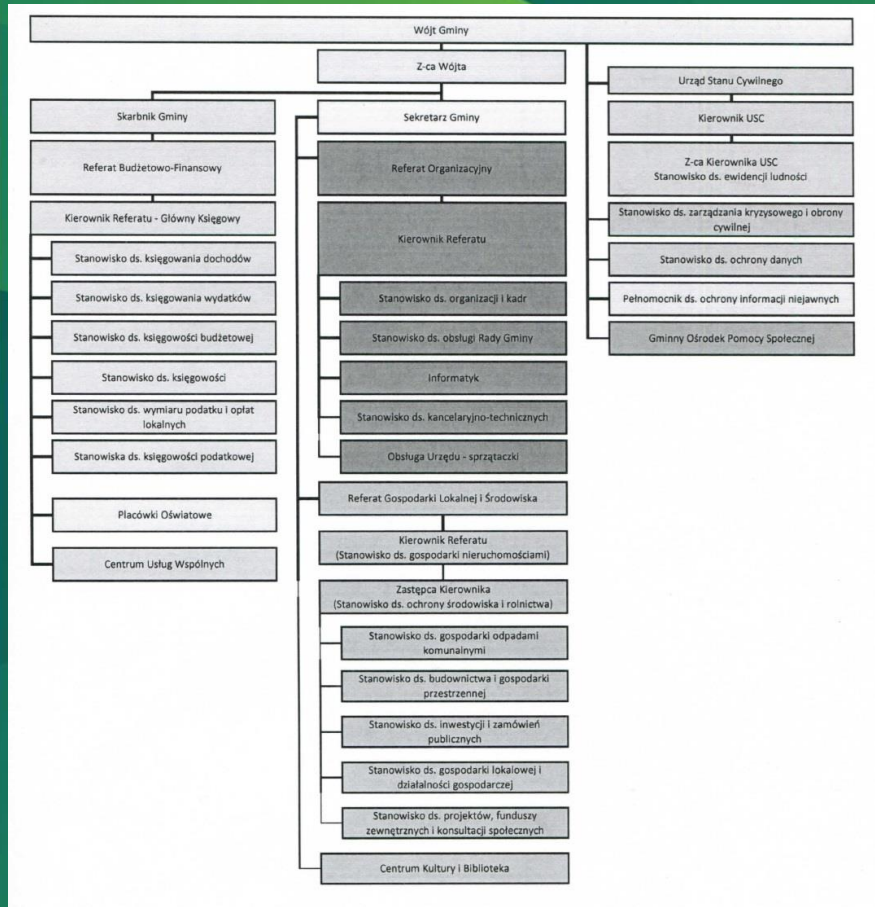 Wójt Gminy
Z-ca Wójta
Skarbnik Gminy
Referat Budżetowo-Finansowy
Kierownik Referatu - Główny Księgowy
Stanowisko ds. księgowania dochodów
Stanowisko ds. księgowania wydatków
Stanowisko ds. księgowości budżetowej
Stanowisko ds. księgowości
Stanowisko ds. wymiaru podatku i opłat
lokalnych
Stanowiska ds. księgowości podatkowej
Placówki Oświatowe
Centrum Usług Wspólnych
Sekretarz Gminy
Referat Organizacyjny
Kierownik Referatu
Stanowisko ds. organizacji i kadr
Stanowisko ds. obsługi Rady Gminy
Informatyk
Stanowisko ds. kancelaryjno-technicznych
Obsługa Urzędu - sprzątaczki
Referat Gospodarki Lokalnej i Środowiska
Kierownik Referatu
(Stanowisko ds. gospodarki nieruchomościami)
Zastępca Kierownika
(Stanowisko ds. ochrony środowiska i rolnictwa)
Stanowisko ds. gospodarki odpadami
komunalnymi
Stanowisko ds. budownictwa i gospodarki
przestrzennej
Stanowisko ds. inwestycji i zamówień
publicznych
Stanowisko ds. gospodarki lokalowej i
działalności gospodarczej
Stanowisko ds. projektów, funduszy
zewnętrznych i konsultacji społecznych
Centrum Kultury i Biblioteka
Urząd Stanu Cywilnego
Kierownik USC
Z-ca Kierownika USC
Stanowisko ds. ewidencji ludności
Stanowisko ds. zarządzania kryzysowego i obrony
cywilnej
Stanowisko ds. ochrony danych
Pełnomocnik ds. ochrony informacji niejawnych
Gminny Ośrodek Pomocy Społecznej